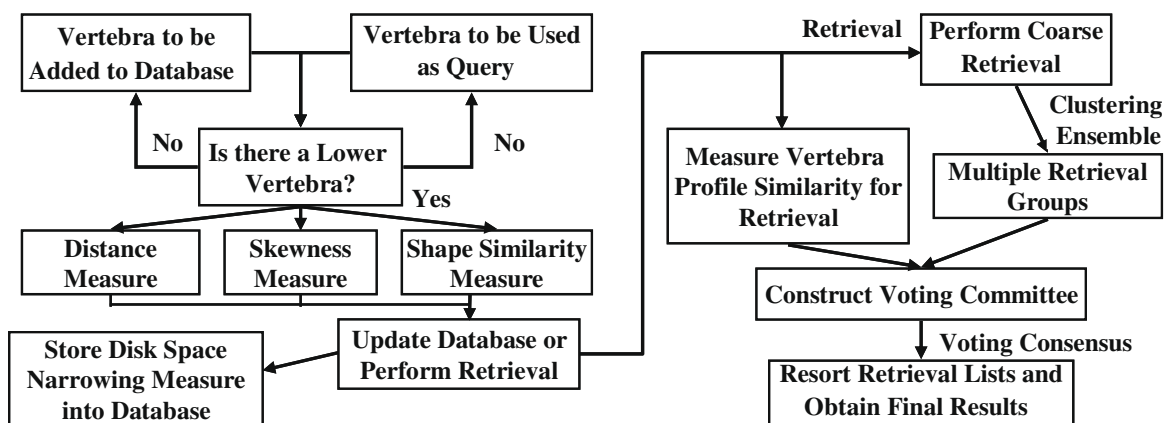 Vertebra to be
Added to Database
Vertebra to be Used
as Query
No
No
Is there a Lower
Vertebra?
Yes
Distance
Measure
Skewness
Measure
Shape Similarity
Measure
Update Database or
Perform Retrieval
Store Disk Space
Narrowing Measure
into Database
Retrieval
Perform Coarse
Retrieval
Clustering
Ensemble
Measure Vertebra
Profile Similarity for
Retrieval
Multiple Retrieval
Groups
Construct Voting Committee
Voting Consensus
Resort Retrieval Lists and
Obtain Final Results